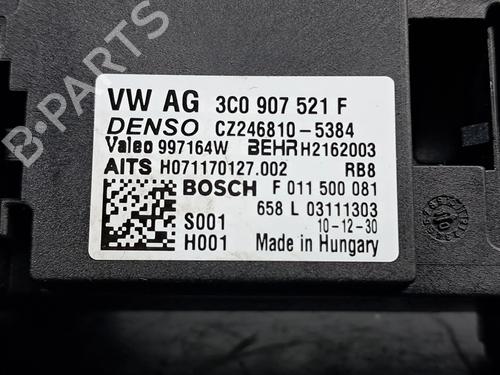 VW AG 3C0 907 521 F
DENSO CZ246810-5384
Valeo 997164W BEHR H2162003
AITS H071170127.002 RB8
BOSCH F 011 500 081
658 L 03111303
S001 10-12-30
H001 Made in Hungary